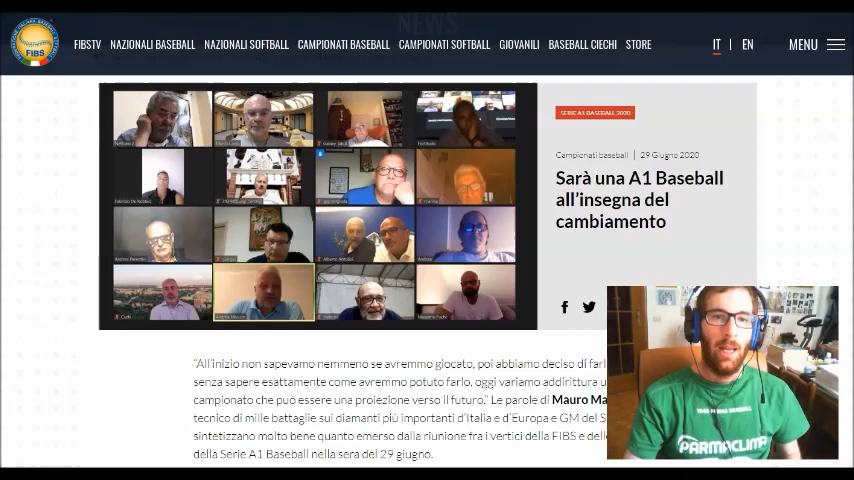 NEWS
FIBS
FIBSTV NAZIONALI BASEBALL NAZIONALI SOFTBALL CAMPIONATI BASEBALL CAMPIONATI SOFTBALL GIOVANILI BASEBALL CIECHI STORE
IT | EN
MENU
SERIE A1 BASEBALL 2020
Campionati baseball | 29 Giugno 2020
Sarà una A1 Baseball
all'insegna del
cambiamento
"All'inizio non sapevamo nemmeno se avremmo giocato, poi abbiamo deciso di farl
senza sapere esattamente come avremmo potuto farlo, oggi variamo addirittura u
campionato che può essere una proiezione verso il futuro." Le parole di Mauro Ma
tecnico di mille battaglie sui diamanti più importanti d'Italia e d'Europa e GM del S
sintetizzano molto bene quanto emerso dalla riunione fra i vertici della FIBS e delle
della Serie A1 Baseball nella sera del 29 giugno.
PARMACLIMA